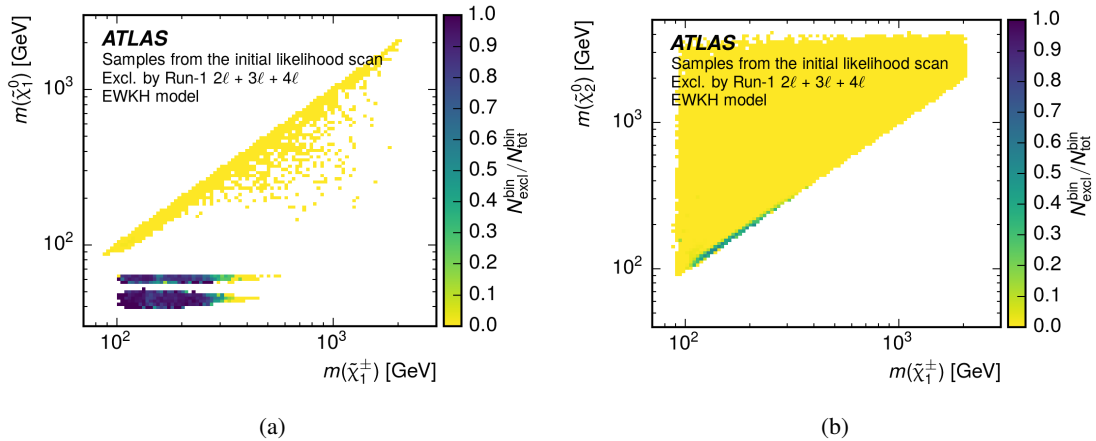 ATLAS
Samples from the initial likelihood scan
Excl. by Run-1 2ℓ + 3ℓ + 4ℓ
EWKH model
m(χ̃₁⁰) [GeV]
10³
10²
10²
10³
m(χ̃₁±) [GeV]
1.0
0.9
0.8
0.7
0.6
0.5
0.4
0.3
0.2
0.1
0.0
N_excl^bin/N_tot^bin
(a)
ATLAS
Samples from the initial likelihood scan
Excl. by Run-1 2ℓ + 3ℓ + 4ℓ
EWKH model
m(χ̃₂⁰) [GeV]
10³
10²
10²
10³
m(χ̃₁±) [GeV]
1.0
0.9
0.8
0.7
0.6
0.5
0.4
0.3
0.2
0.1
0.0
N_excl^bin/N_tot^bin
(b)